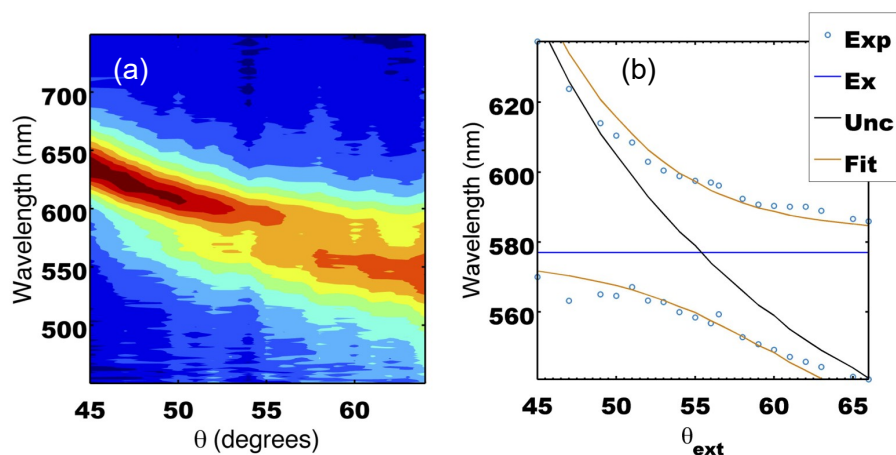 (a)
700
650
600
550
500
Wavelength (nm)
45
50
55
60
θ (degrees)
(b)
620
600
580
560
Wavelength (nm)
45
50
55
60
65
θext
Exp
Ex
Unc
Fit